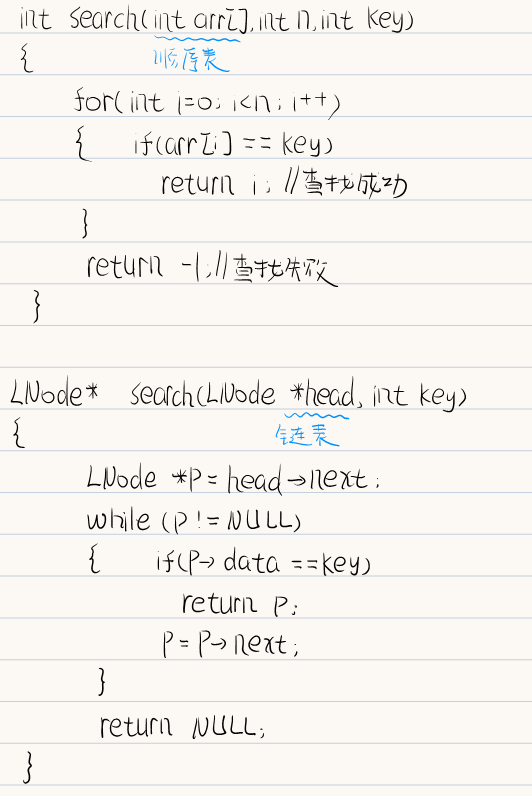 int search(int arr[],int n,int key)
{ 顺序表
for(int i=0; i<n; i++)
{ if(arr[i] == key)
return i; //查找成功
}
return -1;//查找失败
}
LNode* search(LNode *head, int key)
{ 链表
LNode *P = head→next;
while (p != NULL)
{ if(P→ data ==key)
return p;
P = P→next;
}
return NULL;
}